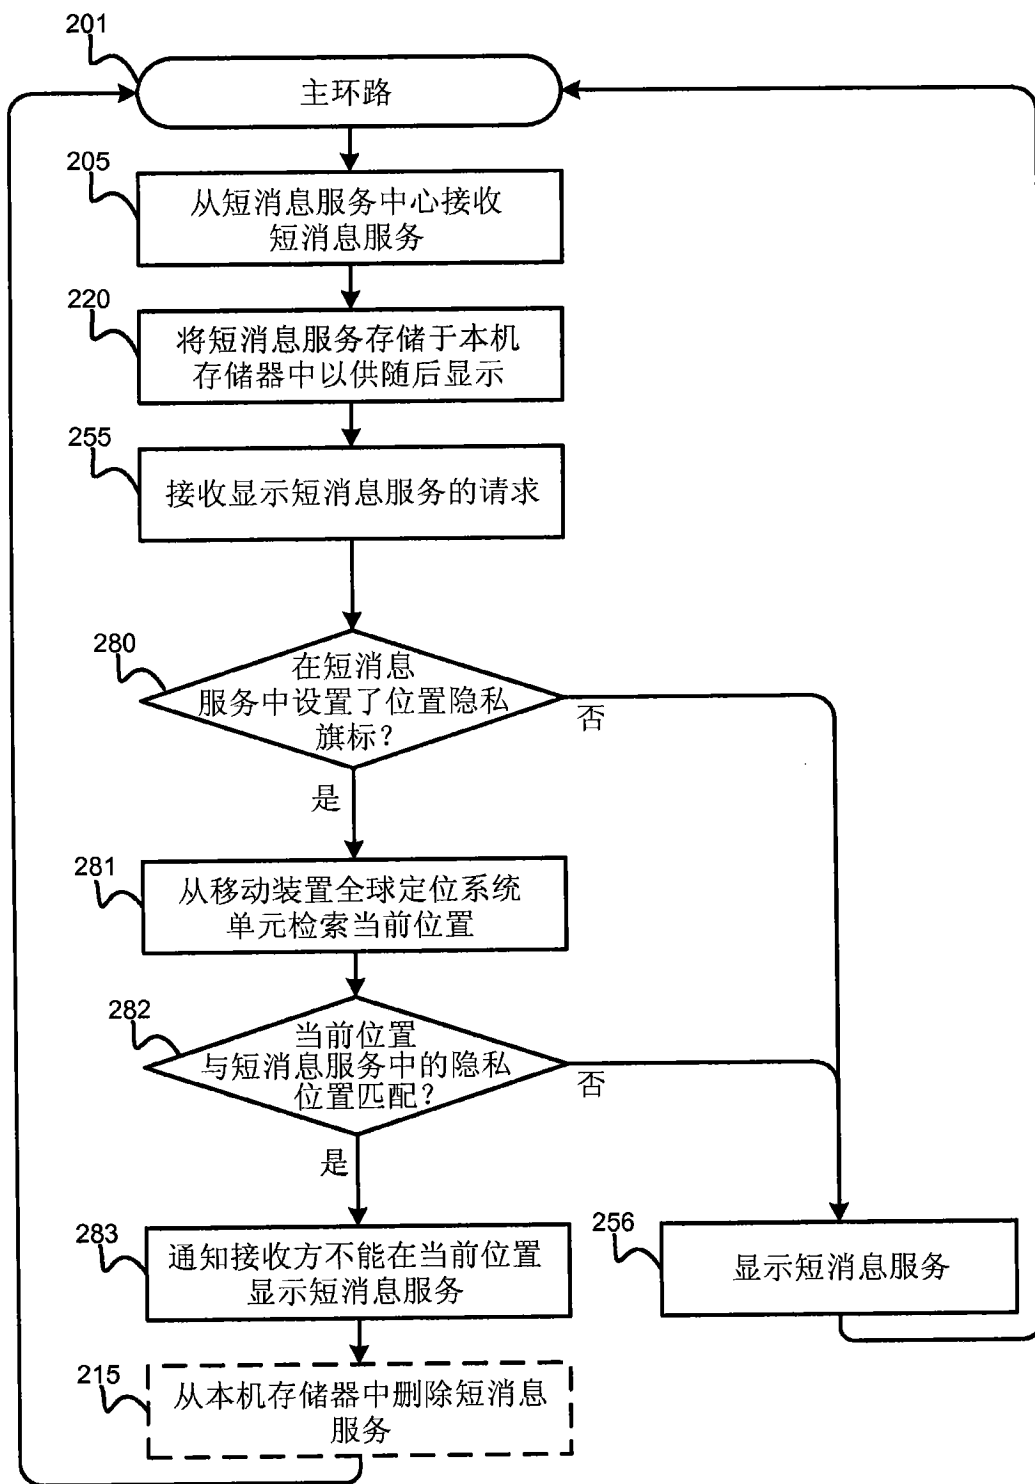 201
主环路
205
从短消息服务中心接收
短消息服务
220
将短消息服务存储于本机
存储器中以供随后显示
255
接收显示短消息服务的请求
280
在短消息
服务中设置了位置隐私
旗标?
否
是
281
从移动装置全球定位系统
单元检索当前位置
282
当前位置
与短消息服务中的隐私
位置匹配?
否
是
283
通知接收方不能在当前位置
显示短消息服务
256
显示短消息服务
215
从本机存储器中删除短消息
服务